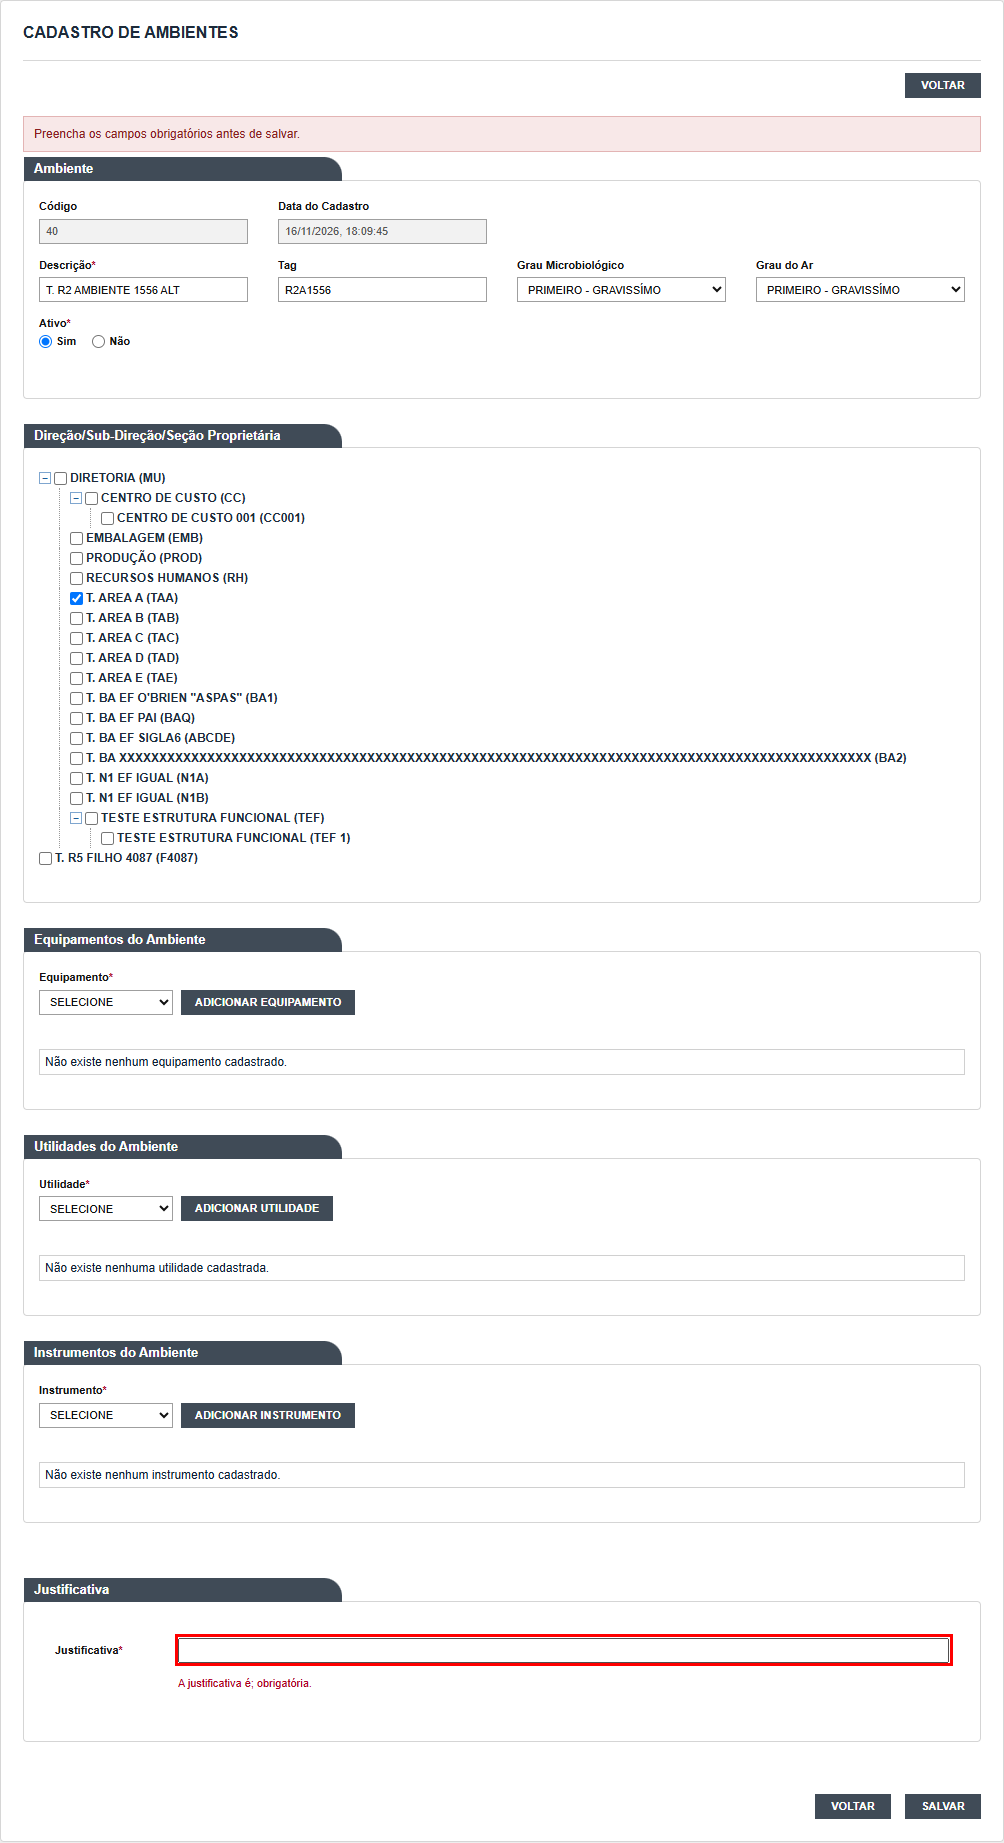 CADASTRO DE AMBIENTES
VOLTAR
Preencha os campos obrigatórios antes de salvar.
Ambiente
Código
Data do Cadastro
40
16/11/2026, 18:09:45
Descrição*
Tag
Grau Microbiológico
Grau do Ar
T. R2 AMBIENTE 1556 ALT
R2A1556
PRIMEIRO - GRAVISSÍMO
PRIMEIRO - GRAVISSÍMO
Ativo*
Sim
Não
Direção/Sub-Direção/Seção Proprietária
DIRETORIA (MU)
CENTRO DE CUSTO (CC)
CENTRO DE CUSTO 001 (CC001)
EMBALAGEM (EMB)
PRODUÇÃO (PROD)
RECURSOS HUMANOS (RH)
T. AREA A (TAA)
T. AREA B (TAB)
T. AREA C (TAC)
T. AREA D (TAD)
T. AREA E (TAE)
T. BA EF O'BRIEN "ASPAS" (BA1)
T. BA EF PAI (BAQ)
T. BA EF SIGLA6 (ABCDE)
T. BA XXXXXXXXXXXXXXXXXXXXXXXXXXXXXXXXXXXXXXXXXXXXXXXXXXXXXXXXXXXXXXXXXXXXXXXXXXXXXXXXXXXXXXXXXXXXXX (BA2)
T. N1 EF IGUAL (N1A)
T. N1 EF IGUAL (N1B)
TESTE ESTRUTURA FUNCIONAL (TEF)
TESTE ESTRUTURA FUNCIONAL (TEF 1)
T. R5 FILHO 4087 (F4087)
Equipamentos do Ambiente
Equipamento*
SELECIONE
ADICIONAR EQUIPAMENTO
Não existe nenhum equipamento cadastrado.
Utilidades do Ambiente
Utilidade*
SELECIONE
ADICIONAR UTILIDADE
Não existe nenhuma utilidade cadastrada.
Instrumentos do Ambiente
Instrumento*
SELECIONE
ADICIONAR INSTRUMENTO
Não existe nenhum instrumento cadastrado.
Justificativa
Justificativa*
A justificativa é; obrigatória.
VOLTAR
SALVAR